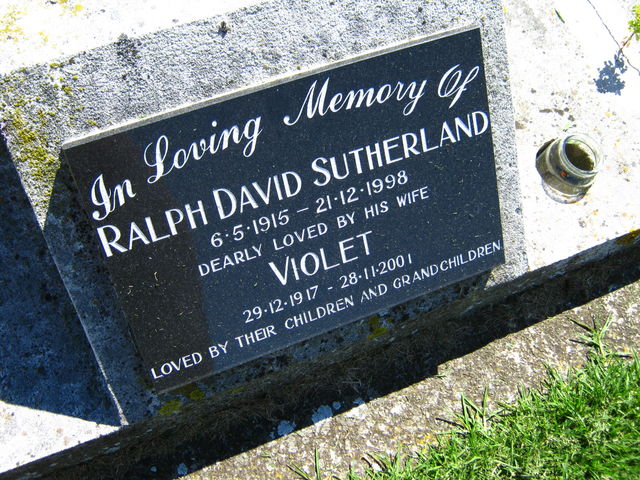 In Loving Memory Of
RALPH DAVID SUTHERLAND
6·5·1915 - 21·12·1998
DEARLY LOVED BY HIS WIFE
VIOLET
29·12·1917 - 28·11·2001
LOVED BY THEIR CHILDREN AND GRANDCHILDREN